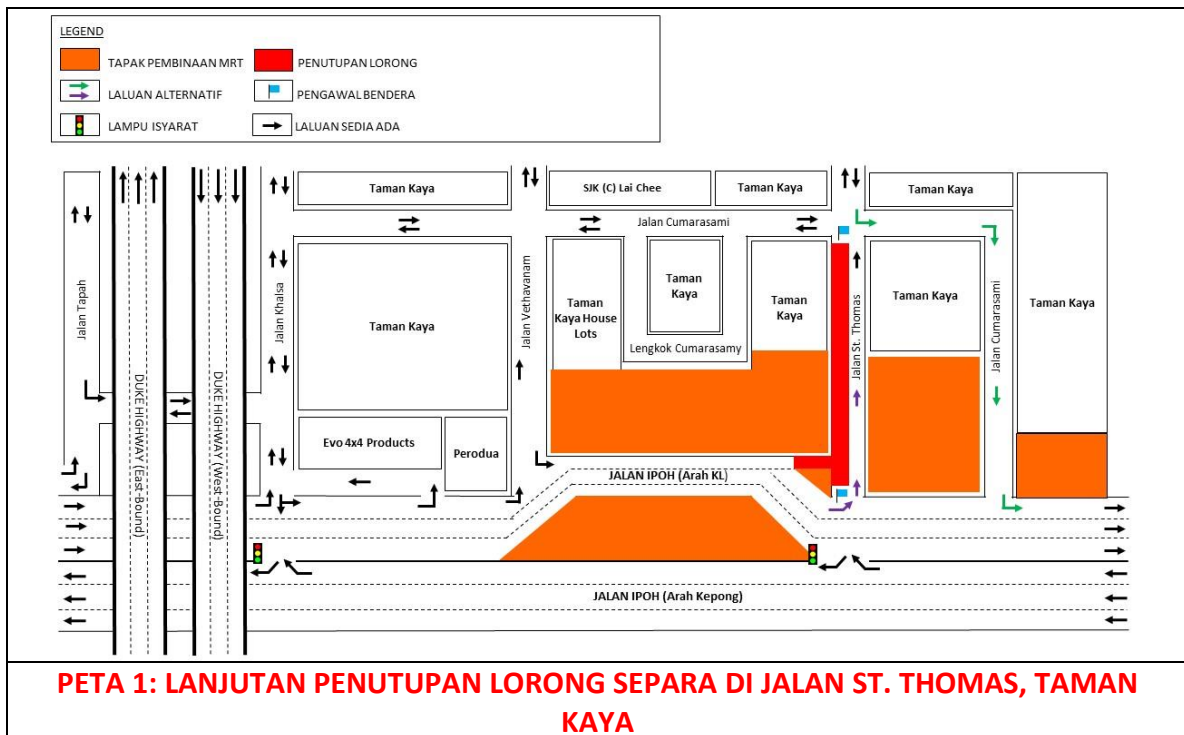 LEGEND
TAPAK PEMBINAAN MRT
PENUTUPAN LORONG
LALUAN ALTERNATIF
PENGAWAL BENDERA
LAMPU ISYARAT
LALUAN SEDIA ADA
Taman Kaya
SJK (C) Lai Chee
Taman Kaya
Taman Kaya
Jalan Cumarasami
Jalan Tapah
DUKE HIGHWAY (East-Bound)
DUKE HIGHWAY (West-Bound)
Jalan Khalsa
Taman Kaya
Jalan Vethavanam
Taman
Kaya House
Lots
Taman
Kaya
Taman
Kaya
Lengkok Cumarasamy
Jalan St. Thomas
Taman Kaya
Jalan Cumarasami
Taman Kaya
Evo 4x4 Products
Perodua
JALAN IPOH (Arah KL)
JALAN IPOH (Arah Kepong)
PETA 1: LANJUTAN PENUTUPAN LORONG SEPARA DI JALAN ST. THOMAS, TAMAN
KAYA